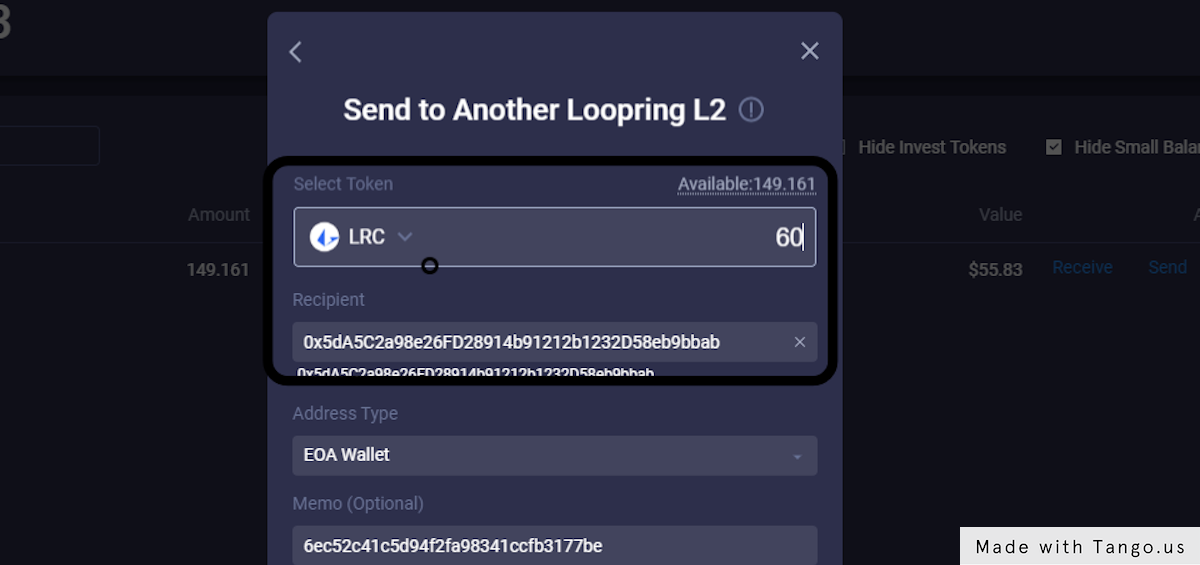 3
Send to Another Loopring L2
Hide Invest Tokens
Hide Small Bala
Select Token
Available:149.161
Amount
Value
A
LRC
60
149.161
$55.83
Receive
Send
Recipient
0x5dA5C2a98e26FD28914b91212b1232D58eb9bbab
0x5dA5C2a98e26FD28914b91212b1232D58eb9bbab
Address Type
EOA Wallet
Memo (Optional)
6ec52c41c5d94f2fa98341ccfb3177be
Made with Tango.us